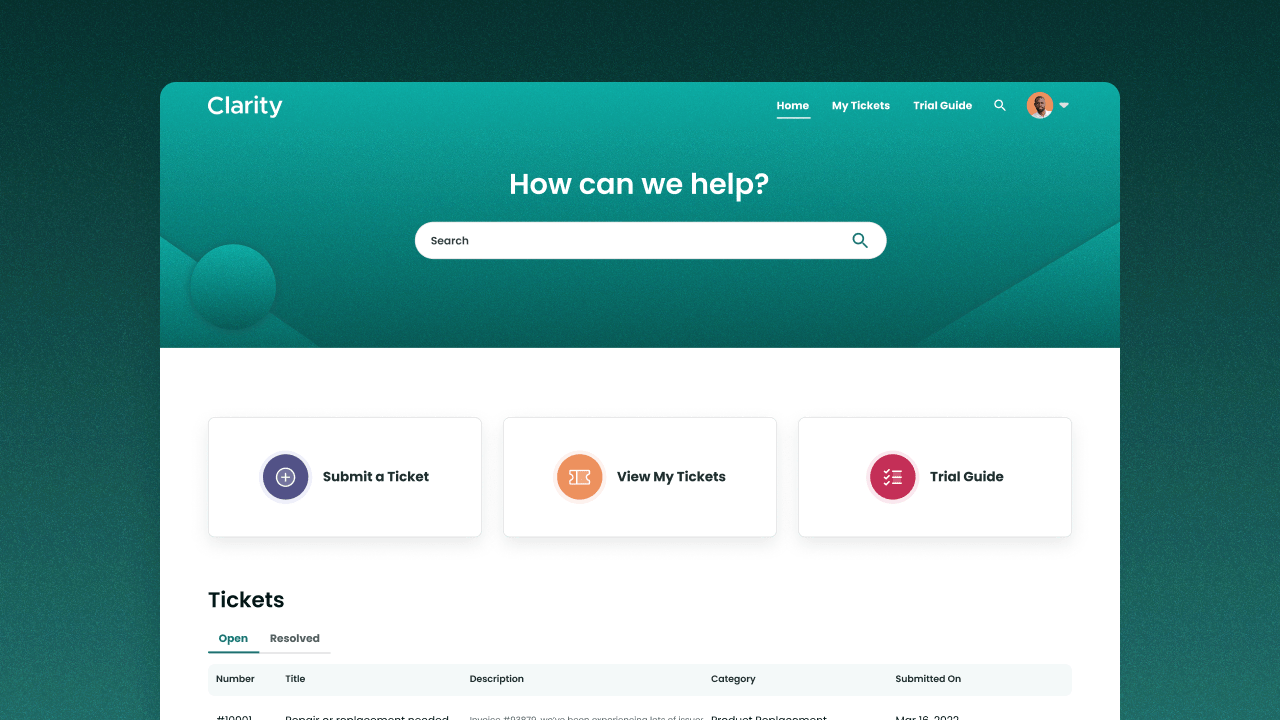 Clarity
Home My Tickets Trial Guide
How can we help?
Search
Submit a Ticket View My Tickets Trial Guide
Tickets
Open Resolved
Number Title Description Category Submitted On
#10001 Repair or replacement needed Invoice #93879, we've been experiencing lots of issues Product Replacement Mar 16, 2022